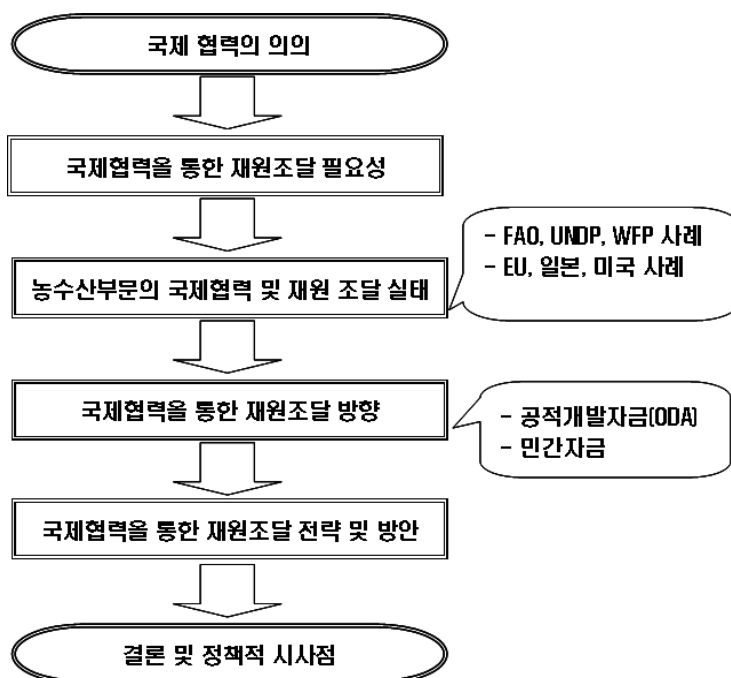 국제 협력의 의의
국제협력을 통한 재원조달 필요성
농수산부문의 국제협력 및 재원 조달 실태
- FAO, UNDP, WFP 사례
- EU, 일본, 미국 사례
국제협력을 통한 재원조달 방향
- 공적개발자금(ODA)
- 민간자금
국제협력을 통한 재원조달 전략 및 방안
결론 및 정책적 시사점